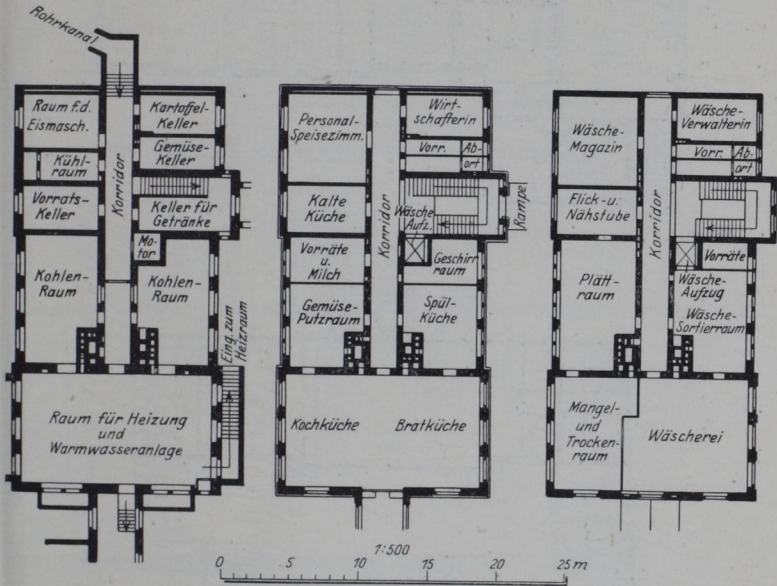 Rohrkanal
Raum f.d.
Eismasch.
Kühl-
raum
Vorrats-
Keller
Kohlen-
Raum
Korridor
Kartoffel-
Keller
Gemüse-
Keller
Keller für
Getränke
Mo-
tor
Kohlen-
Raum
Eing. zum
Heizraum
Raum für Heizung
und
Warmwasseranlage
Personal-
Speisezimm.
Kalte
Küche
Vorräte
u.
Milch
Gemüse-
Putzraum
Korridor
Wirt-
schafterin
Vorr.
Ab-
ort
Wäsche
Aufz.
Rampe
Geschirr
raum
Spül-
Küche
Kochküche
Bratküche
Wäsche-
Magazin
Flick-u.
Nähstube
Plätt-
raum
Korridor
Wäsche-
Verwalterin
Vorr.
Ab-
ort
Vorräte
Wäsche-
Aufzug
Wäsche-
Sortierraum
Mangel-
und
Trocken-
raum
Wäscherei
1:500
0 5 10 15 20 25 m